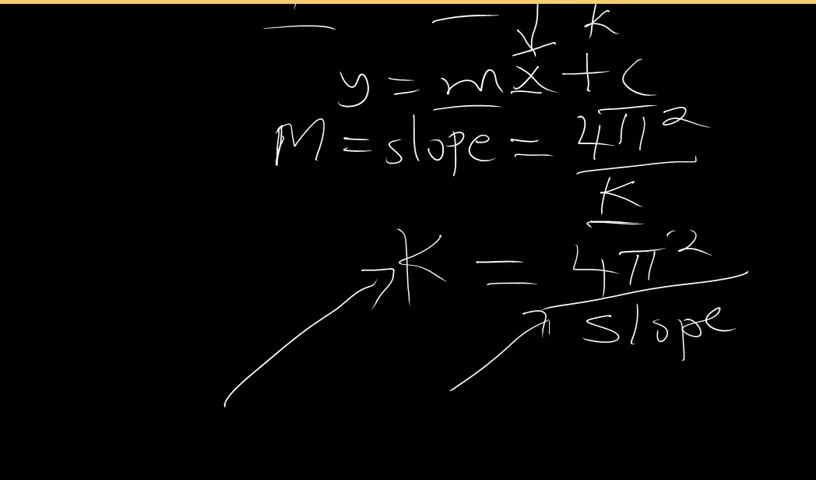 k
y = mx + c
M = slope = 4π² / K
K = 4π² / slope